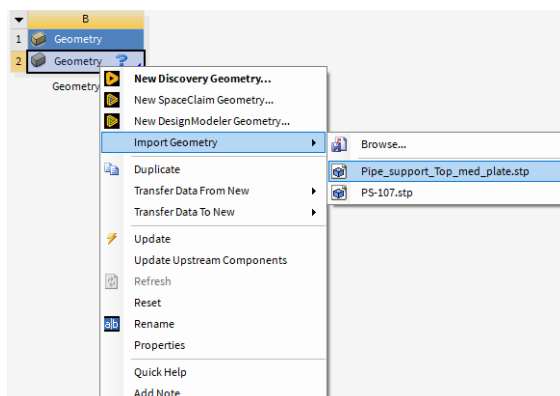 B
1 Geometry
2 Geometry ?
Geometry
New Discovery Geometry...
New SpaceClaim Geometry...
New DesignModeler Geometry...
Import Geometry
Browse...
Pipe_support_Top_med_plate.stp
PS-107.stp
Duplicate
Transfer Data From New
Transfer Data To New
Update
Update Upstream Components
Refresh
Reset
a|b Rename
Properties
Quick Help
Add Note